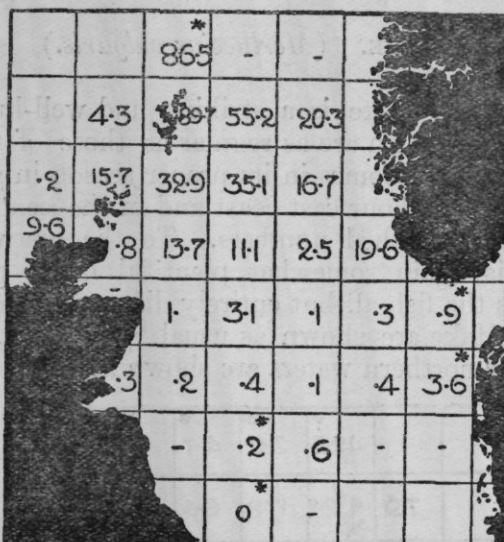 *
86.5 - -
4.3 89.7 55.2 20.3
.2 15.7 32.9 35.1 16.7
9.6 .8 13.7 11.1 2.5 19.6
- 1. 3.1 .1 .3 .9 *
.3 .2 .4 .1 .4 3.6 *
- .2 * .6 - -
0 * -